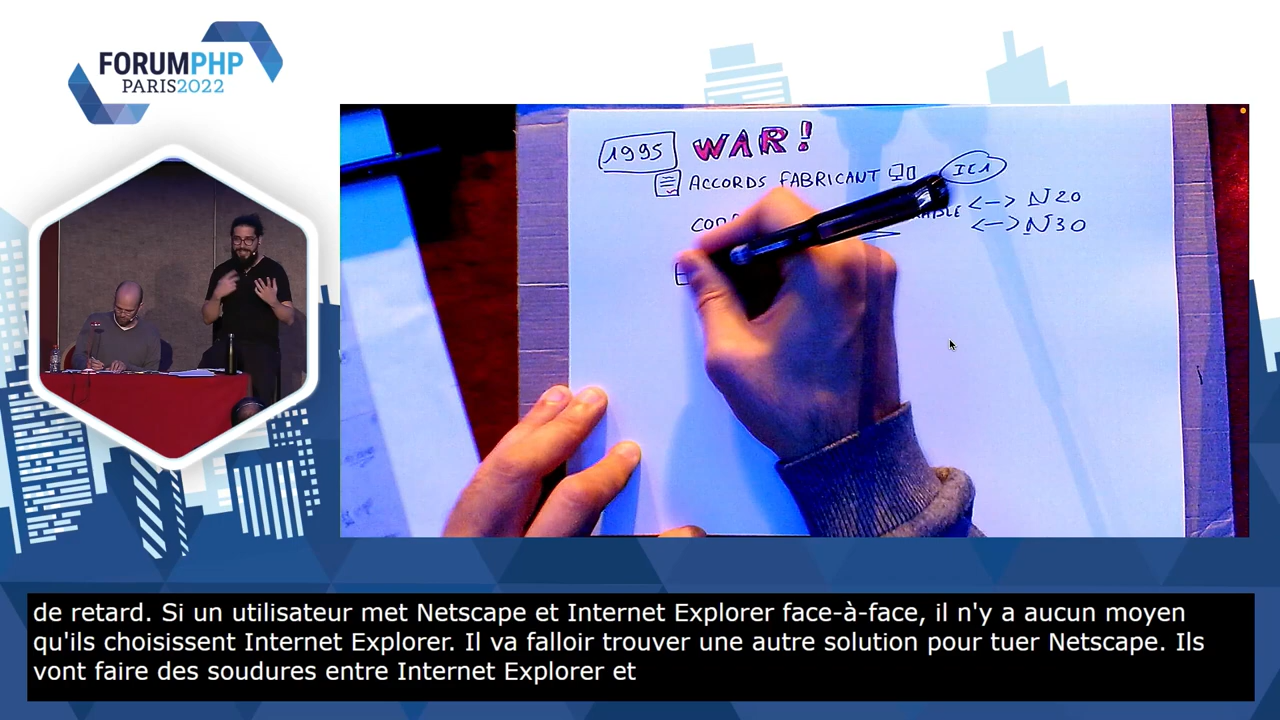 FORUMPHP
PARIS2022
1995 WAR!
ACCORDS FABRICANT IE1
<--> N20
<--> N30
de retard. Si un utilisateur met Netscape et Internet Explorer face-à-face, il n'y a aucun moyen
qu'ils choisissent Internet Explorer. Il va falloir trouver une autre solution pour tuer Netscape. Ils
vont faire des soudures entre Internet Explorer et